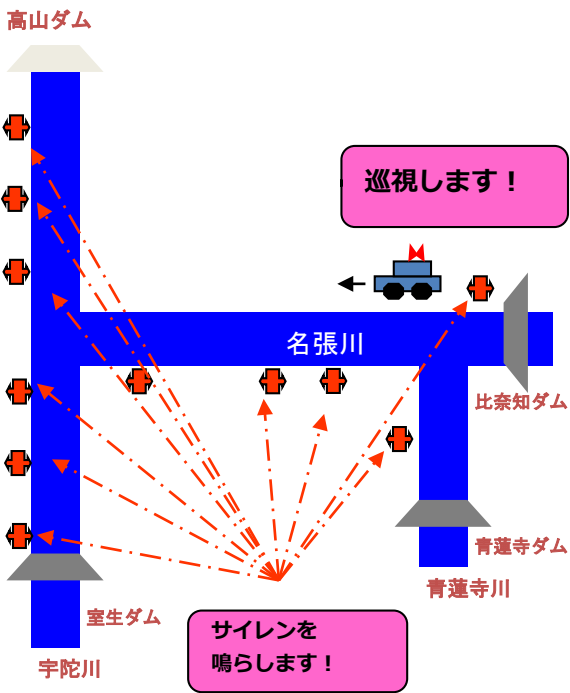 高山ダム
巡視します！
名張川
比奈知ダム
青蓮寺ダム
青蓮寺川
室生ダム
サイレンを
鳴らします！
宇陀川